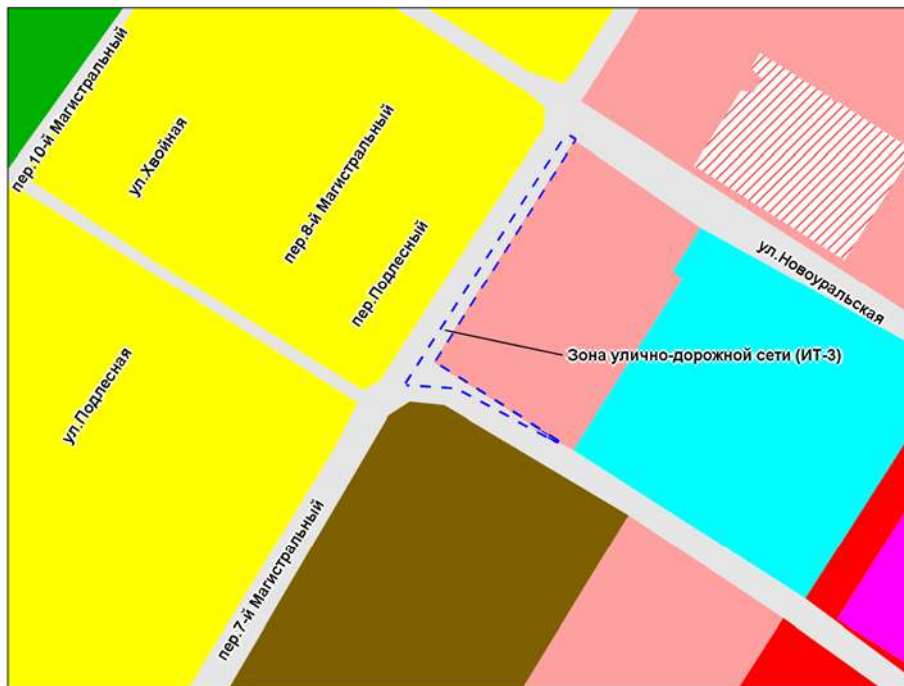 пер.10-й Магистральный
ул.Хвойная
пер.8-й Магистральный
пер.Подлесный
ул.Новоуральская
Зона улично-дорожной сети (ИТ-3)
ул.Подлесная
пер.7-й Магистральный